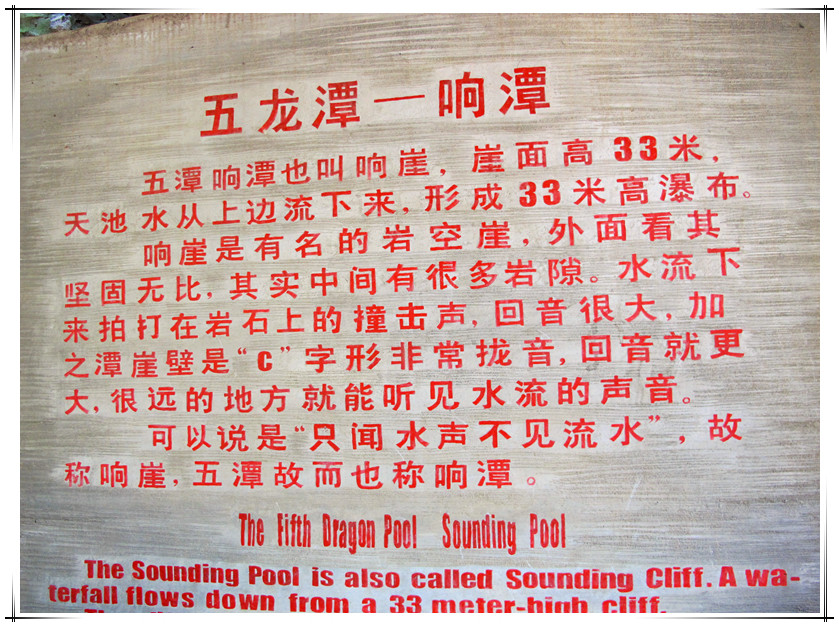 五龙潭一响潭
五潭响潭也叫响崖，崖面高33米，
天池水从上边流下来，形成33米高瀑布。
响崖是有名的岩空崖，外面看其
坚固无比，其实中间有很多岩隙。水流下
来拍打在岩石上的撞击声，回音很大，加
之潭崖壁是“c”字形非常拢音，回音就更
大，很远的地方就能听见水流的声音。
可以说是“只闻水声不见流水”，故
称响崖，五潭故而也称响潭。
The Fifth Dragon Pool Sounding Pool
The Sounding Pool is also called Sounding Cliff. A wa-
terfall flows down from a 33 meter-high cliff.